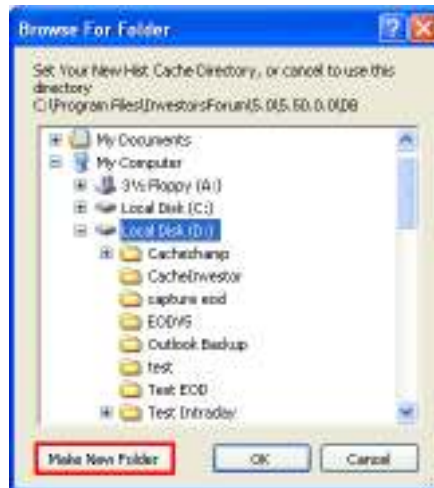 Browse For Folder
Set Your New Hist Cache Directory, or cancel to use this
directory
C:\Program Files\InvestorsForum\5.0\5.50.0.0\DB
My Documents
My Computer
3½ Floppy (A:)
Local Disk (C:)
Local Disk (D:)
Cachechamp
CacheInvestor
capture eod
EODV5
Outlook Backup
test
Test EOD
Test Intraday
Make New Folder
OK
Cancel